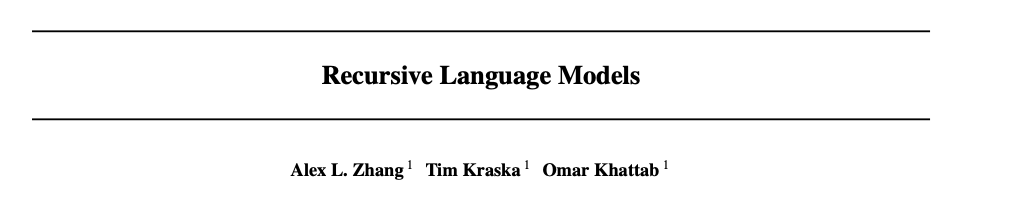 Recursive Language Models
Alex L. Zhang 1 Tim Kraska 1 Omar Khattab 1